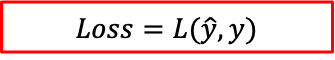 Loss = L(ŷ, y)